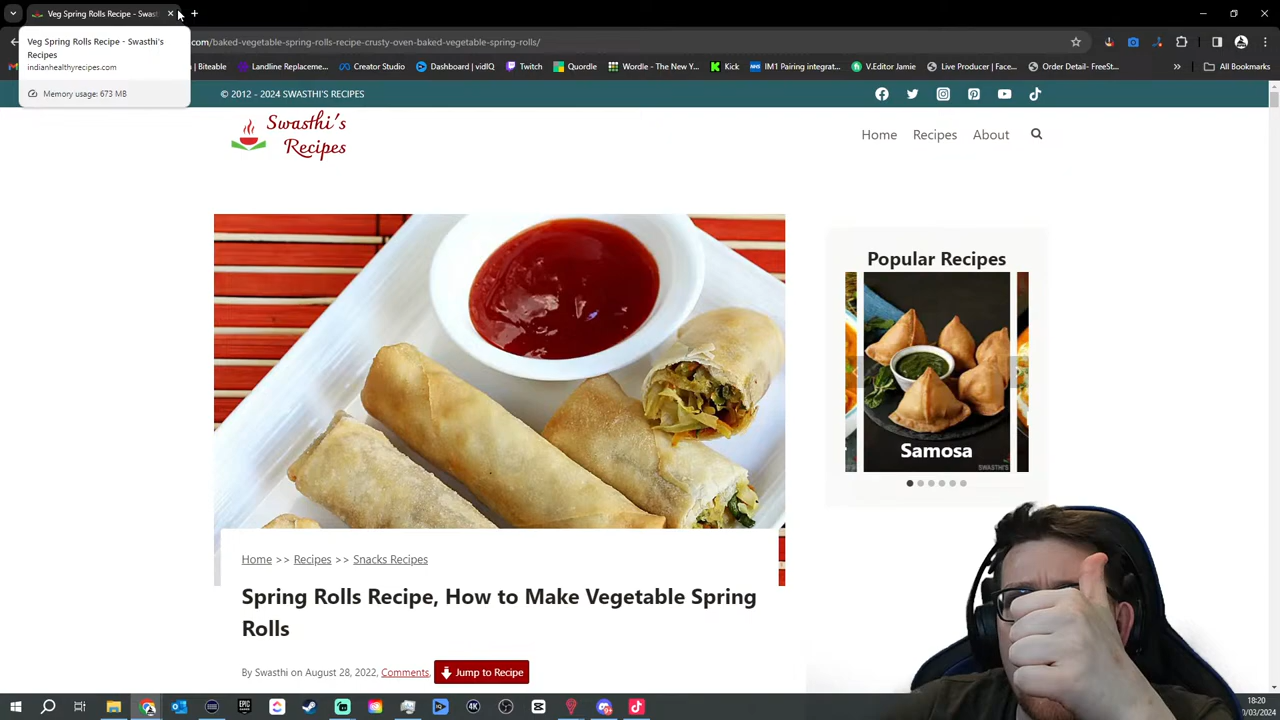 Veg Spring Rolls Recipe - Swast
Veg Spring Rolls Recipe - Swasthi's
Recipes
indianhealthyrecipes.com
Memory usage: 673 MB
com/baked-vegetable-spring-rolls-recipe-crusty-oven-baked-vegetable-spring-rolls/
Bitable Landline Replaceme... Creator Studio Dashboard | vidIQ Twitch Quillbot Wordle - The New Y... Kick IM1 Pairing integrat... V.Editor Jamie Live Producer | Face... Order Detail- FreeSt... >> All Bookmarks
© 2012 - 2024 SWASTHI'S RECIPES
Swasthi's
Recipes
Home Recipes About
Popular Recipes
Samosa
SWASTHI'S
Home >> Recipes >> Snacks Recipes
Spring Rolls Recipe, How to Make Vegetable Spring
Rolls
By Swasthi on August 28, 2022, Comments, Jump to Recipe
18:20
0/03/2024